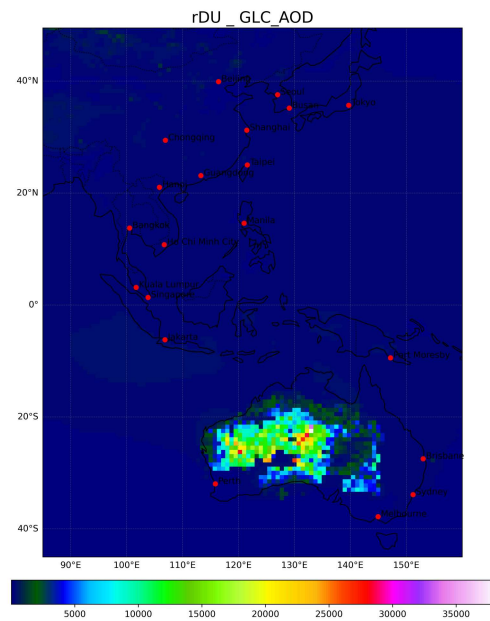 rDU _ GLC_AOD
40°N
20°N
0°
20°S
40°S
Beijing
Seoul
Busan
Tokyo
Shanghai
Chongqing
Taipei
Guangzhou
Hanoi
Manila
Bangkok
Ho Chi Minh City
Kuala Lumpur
Singapore
Jakarta
Port Moresby
Brisbane
Perth
Sydney
Melbourne
90°E 100°E 110°E 120°E 130°E 140°E 150°E
5000 10000 15000 20000 25000 30000 35000